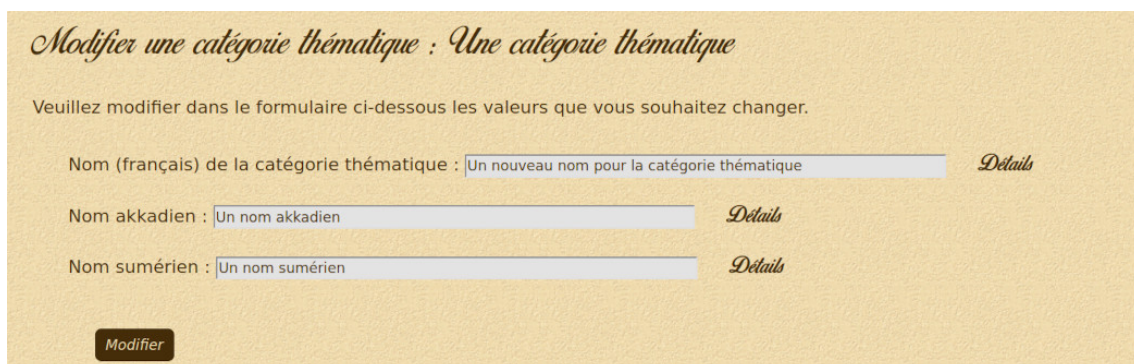 Modifier une catégorie thématique : Une catégorie thématique
Veuillez modifier dans le formulaire ci-dessous les valeurs que vous souhaitez changer.
Nom (français) de la catégorie thématique : Un nouveau nom pour la catégorie thématique Détails
Nom akkadien : Un nom akkadien Détails
Nom sumérien : Un nom sumérien Détails
Modifier